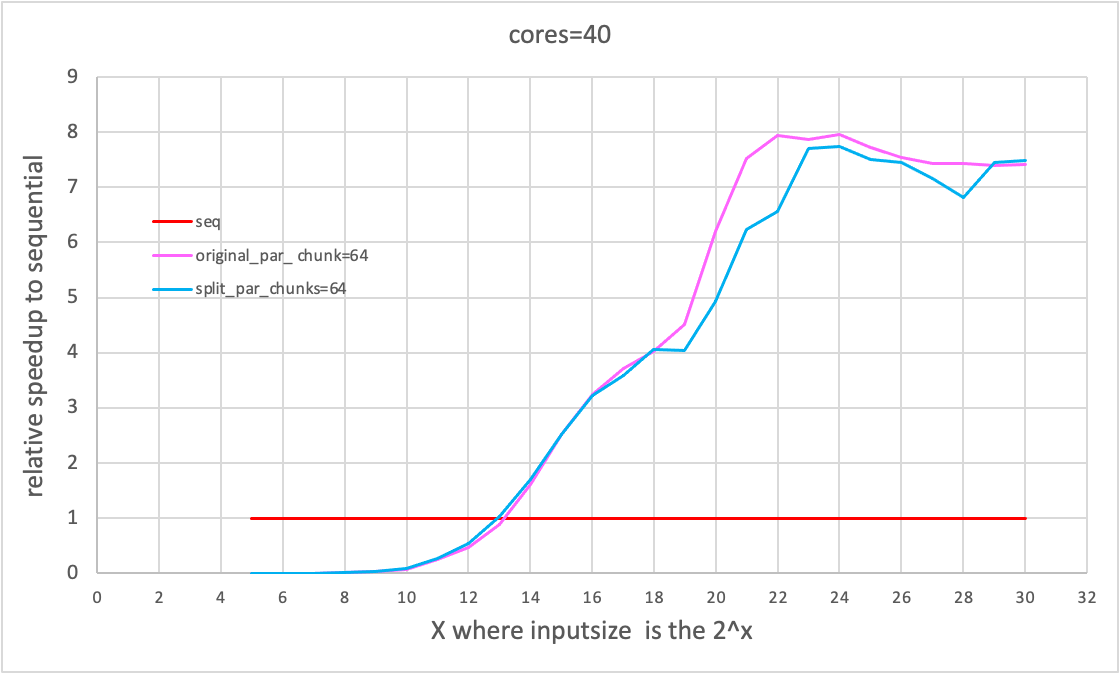 cores=40
9
8
7
6
5
4
3
2
1
0
relative speedup to sequential
seq
original_par_ chunk=64
split_par_chunks=64
0 2 4 6 8 10 12 14 16 18 20 22 24 26 28 30 32
X where inputsize  is the 2^x